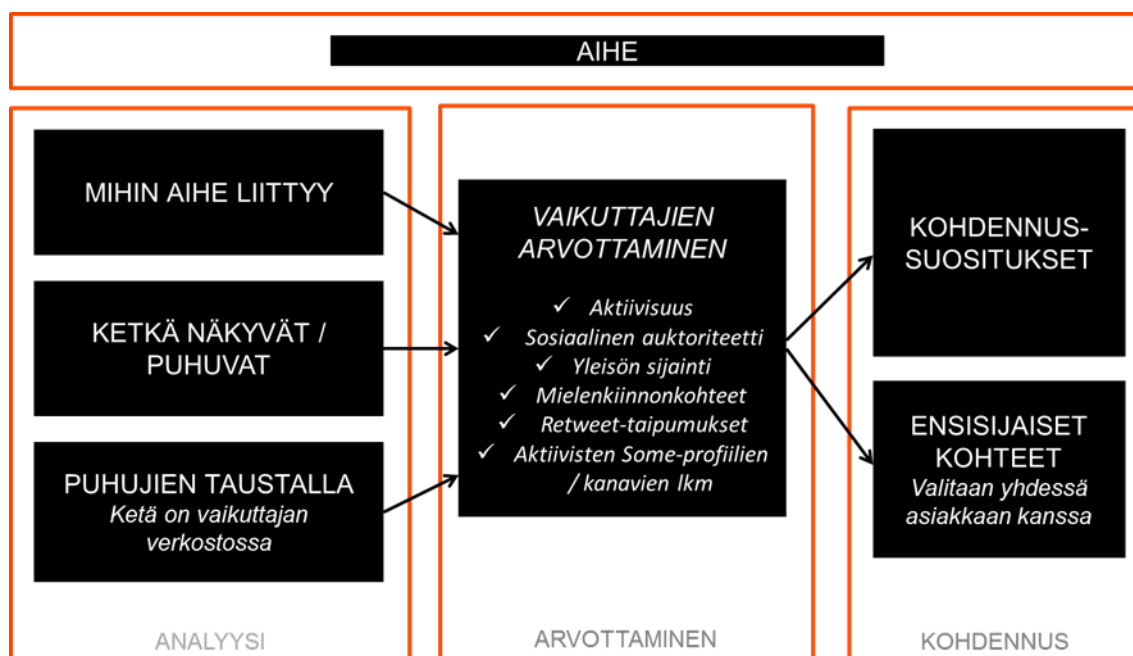 AIHE
MIHIN AIHE LIITTYY
KETKÄ NÄKYVÄT /
PUHUVAT
PUHUJIEN TAUSTALLA
Ketä on vaikuttajan
verkostossa
ANALYYSI
VAIKUTTAJIEN
ARVOTTAMINEN
✓ Aktiivisuus
✓ Sosiaalinen auktoriteetti
✓ Yleisön sijainti
✓ Mielenkiinnonkohteet
✓ Retweet-taipumukset
✓ Aktiivisten Some-profiilien
/ kanavien lkm
ARVOTTAMINEN
KOHDENNUS-
SUOSITUKSET
ENSISIJAISET
KOHTEET
Valitaan yhdessä
asiakkaan kanssa
KOHDENNUS